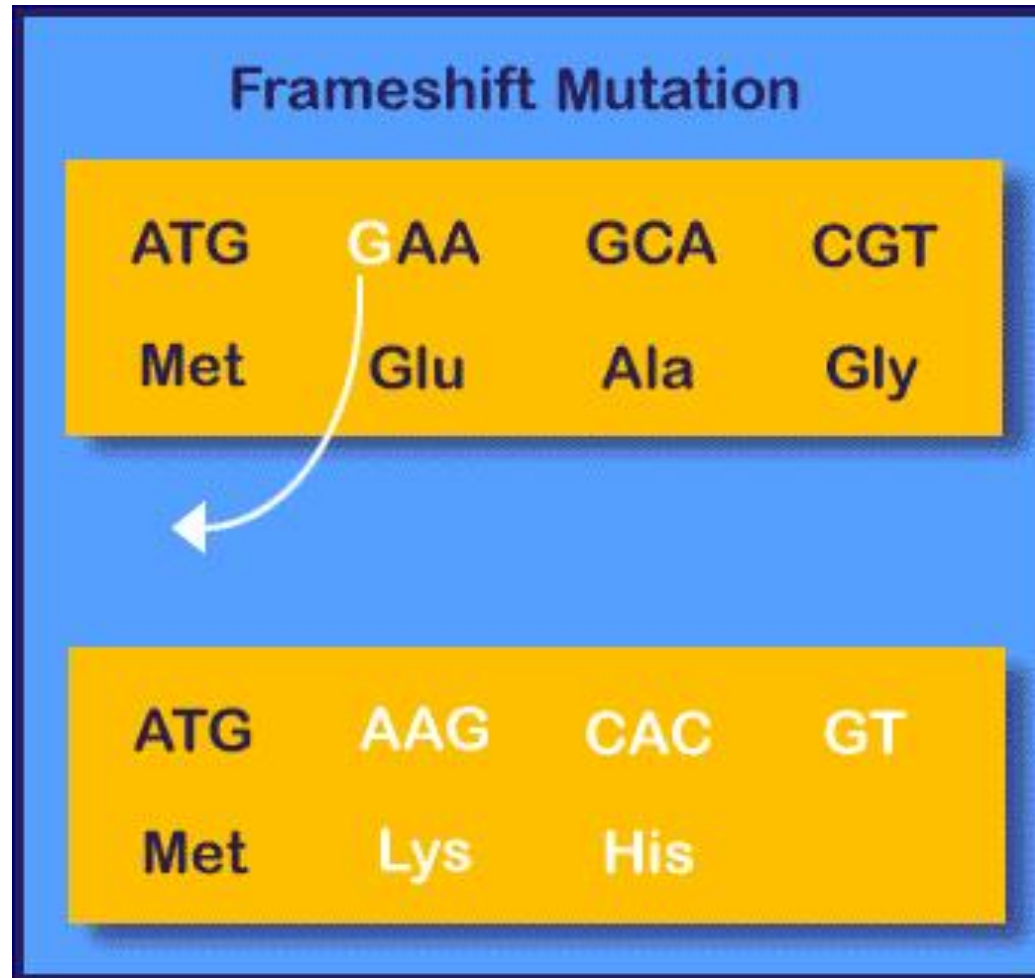 Frameshift Mutation
ATG GAA GCA CGT
Met Glu Ala Gly
ATG AAG CAC GT
Met Lys His